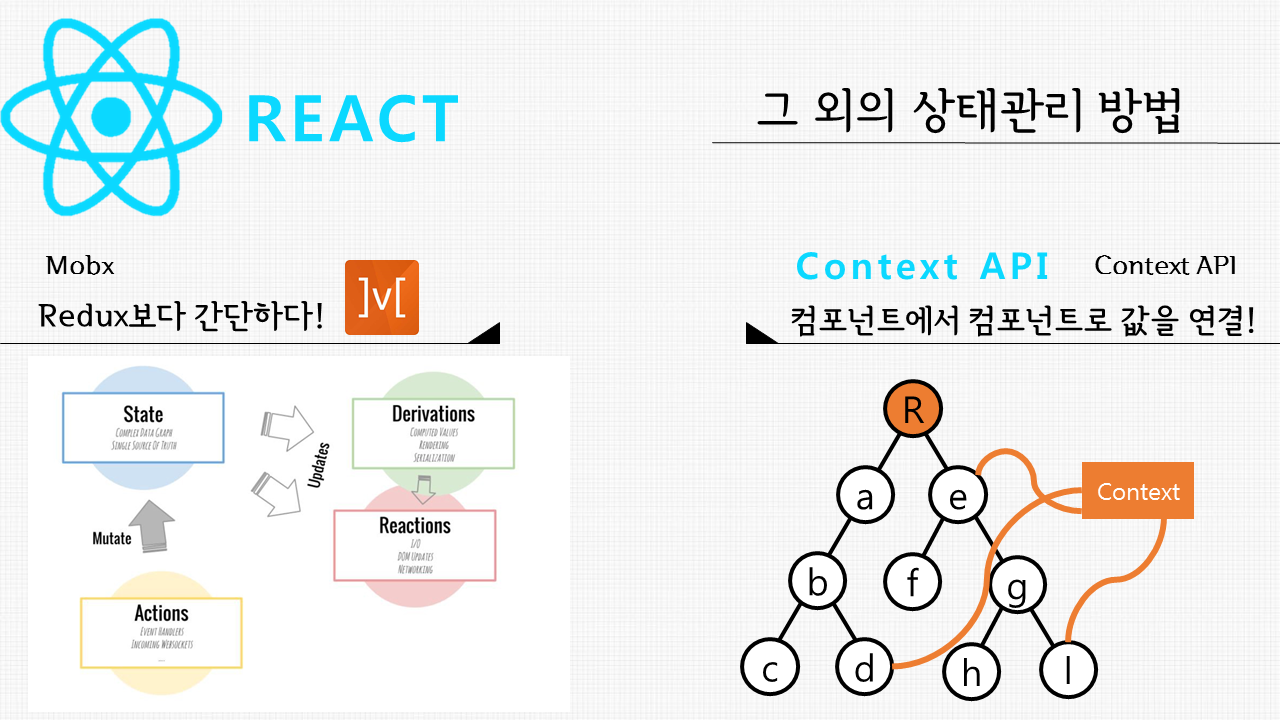 REACT
그 외의 상태관리 방법
Mobx
Redux보다 간단하다!
]v[
State
Complex Data Graph
Single Source Of Truth
Updates
Derivations
Computed Values
Rendering
Serialization
Reactions
I/O
DOM Updates
Networking
Mutate
Actions
Event Handlers
Incoming Websockets
....
Context API
Context API
컴포넌트에서 컴포넌트로 값을 연결!
R
a
e
Context
b
f
g
c
d
h
l